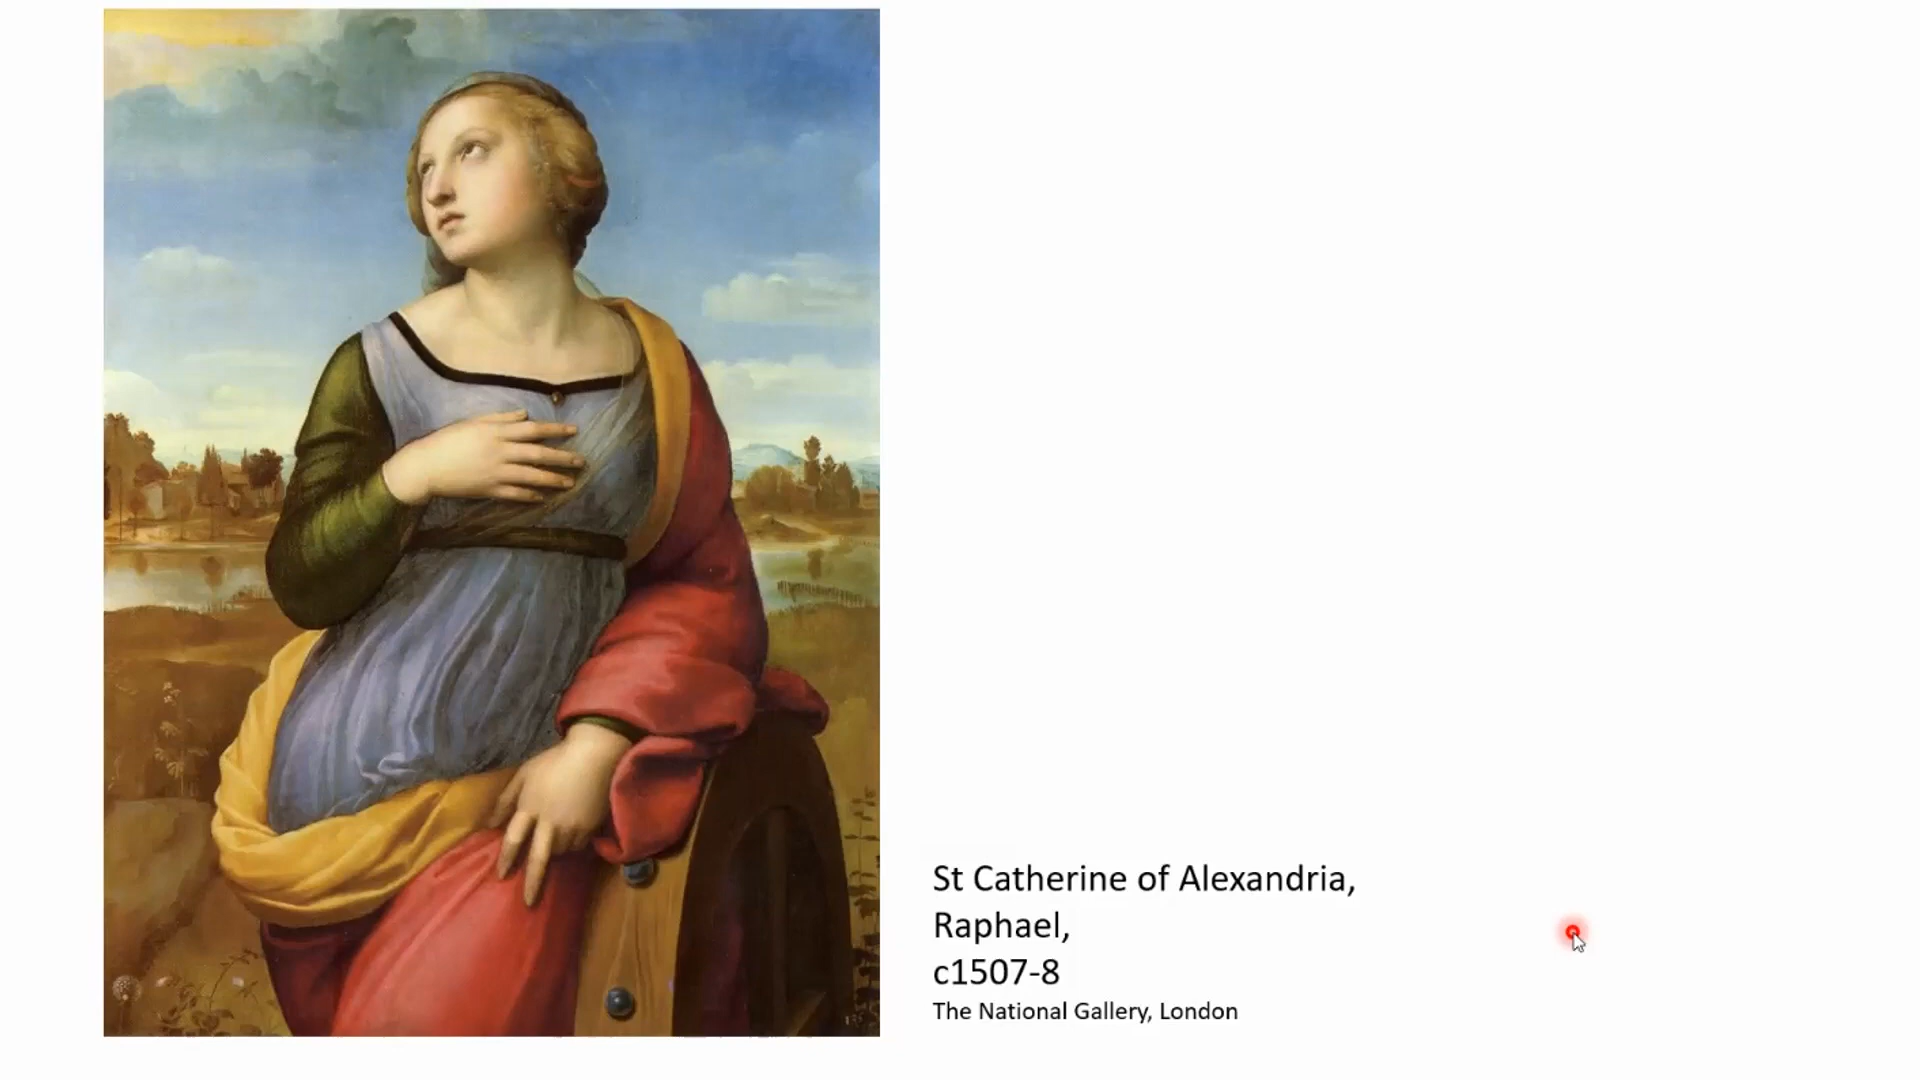 St Catherine of Alexandria,
Raphael,
c1507-8
The National Gallery, London